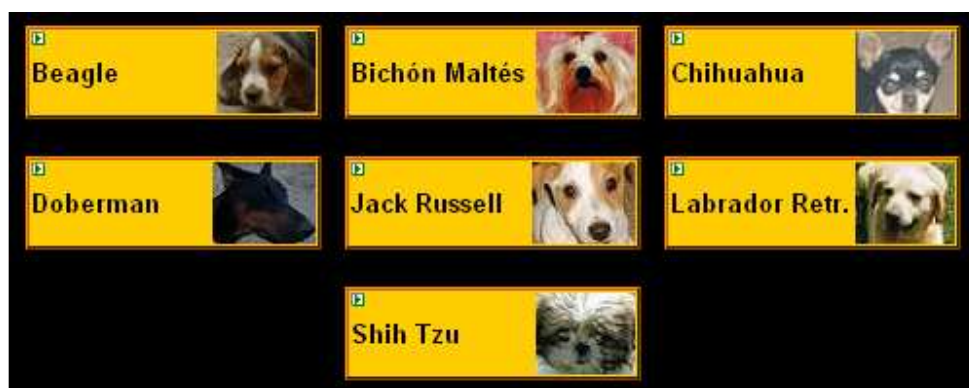 Beagle
Bichón Maltés
Chihuahua
Doberman
Jack Russell
Labrador Retr.
Shih Tzu